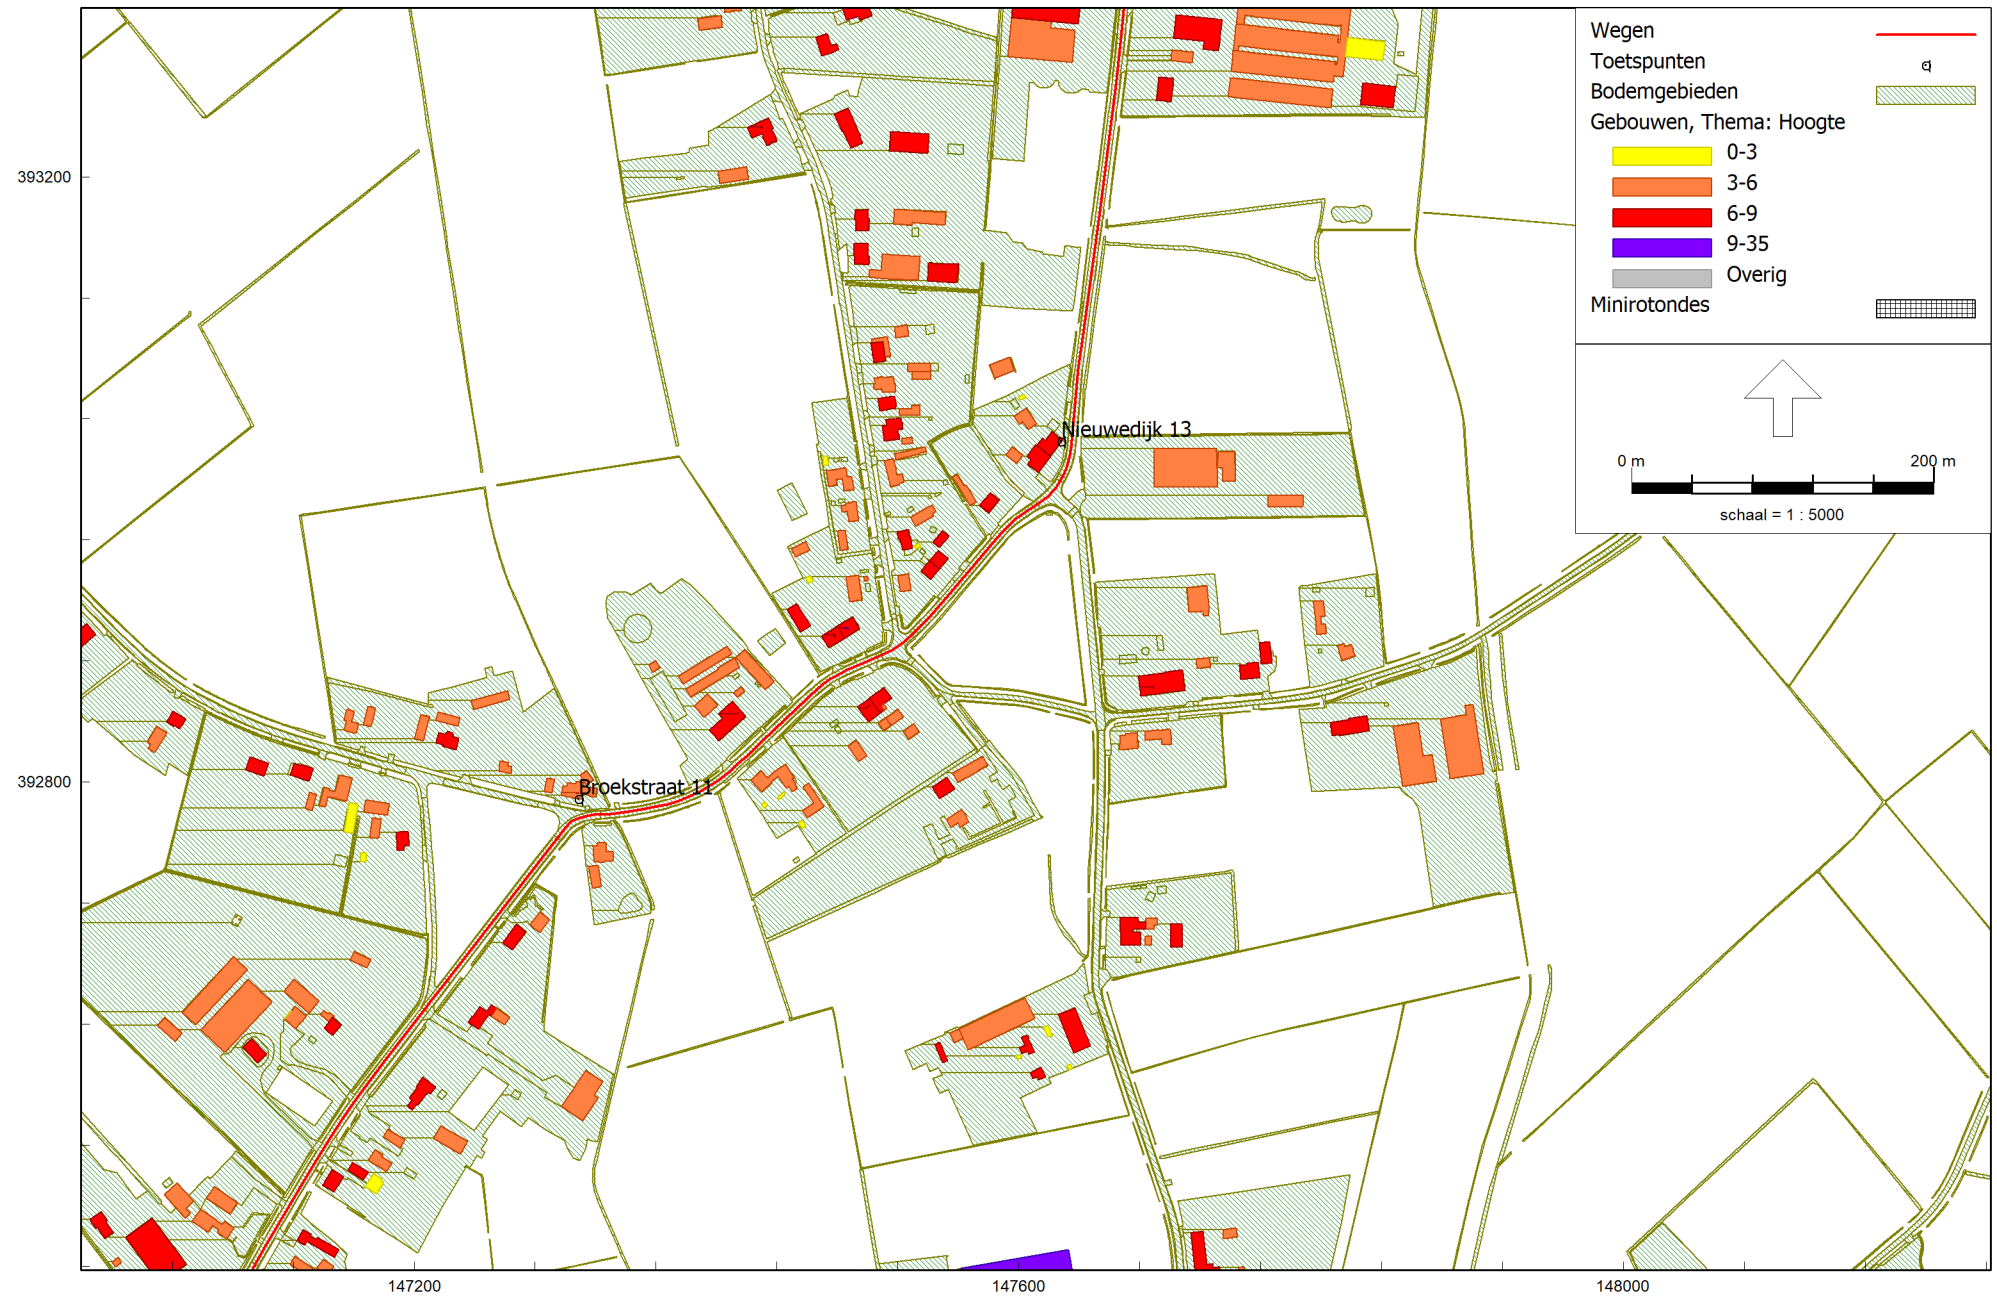 Wegen
Toetspunten
Bodemgebieden
Gebouwen, Thema: Hoogte
0-3
3-6
6-9
9-35
Overig
Minirotondes
0 m 200 m
schaal = 1 : 5000
393200
Nieuwedijk 13
392800
Broekstraat 11
147200 147600 148000